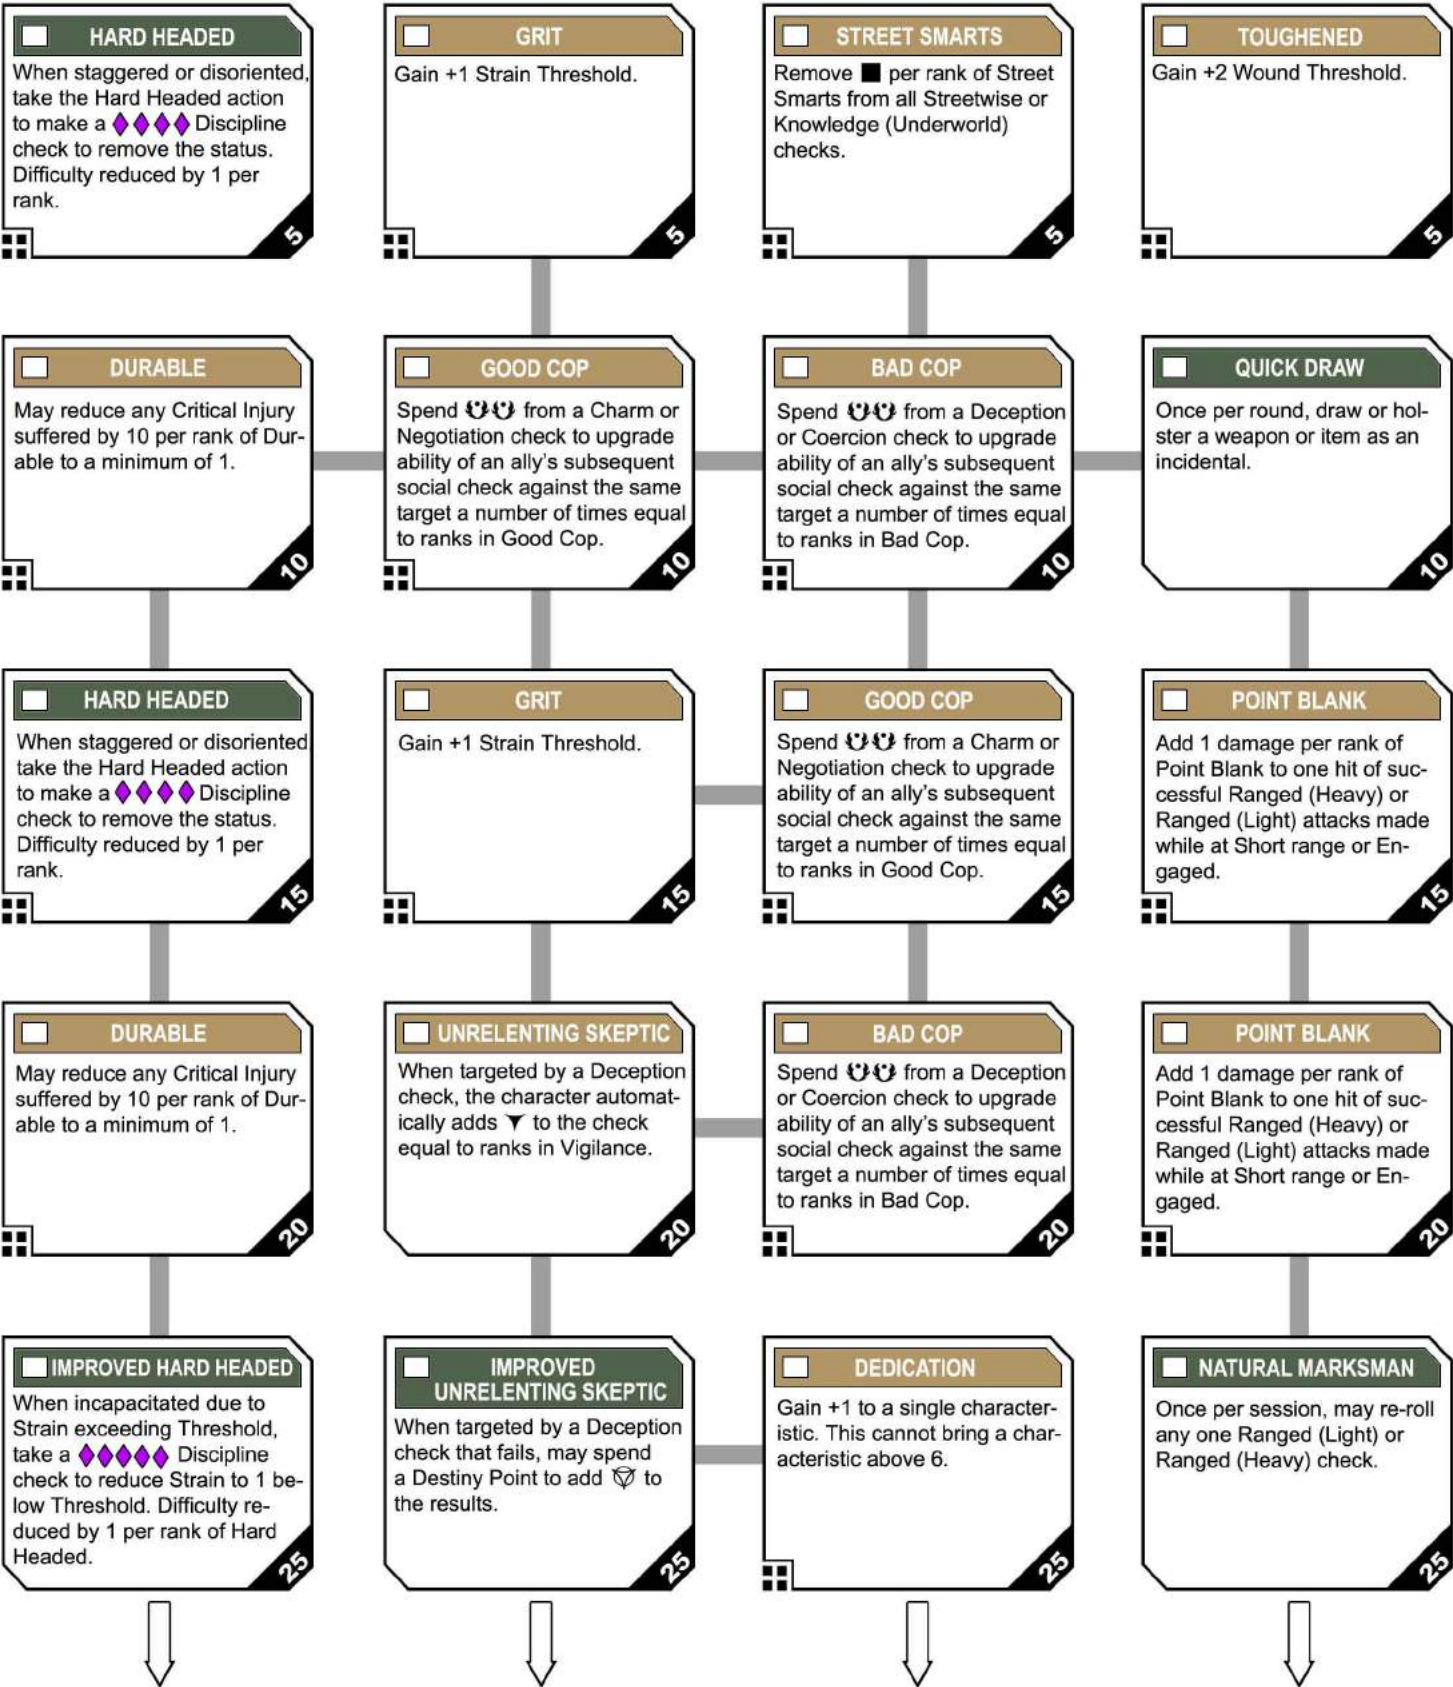 HARD HEADED
When staggered or disoriented,
take the Hard Headed action
to make a Discipline
check to remove the status.
Difficulty reduced by 1 per
rank.
5
GRIT
Gain +1 Strain Threshold.
5
STREET SMARTS
Remove ■ per rank of Street
Smarts from all Streetwise or
Knowledge (Underworld)
checks.
5
TOUGHENED
Gain +2 Wound Threshold.
5
DURABLE
May reduce any Critical Injury
suffered by 10 per rank of Dur-
able to a minimum of 1.
10
GOOD COP
Spend from a Charm or
Negotiation check to upgrade
ability of an ally's subsequent
social check against the same
target a number of times equal
to ranks in Good Cop.
10
BAD COP
Spend from a Deception
or Coercion check to upgrade
ability of an ally's subsequent
social check against the same
target a number of times equal
to ranks in Bad Cop.
10
QUICK DRAW
Once per round, draw or hol-
ster a weapon or item as an
incidental.
10
HARD HEADED
When staggered or disoriented
take the Hard Headed action
to make a Discipline
check to remove the status.
Difficulty reduced by 1 per
rank.
15
GRIT
Gain +1 Strain Threshold.
15
GOOD COP
Spend from a Charm or
Negotiation check to upgrade
ability of an ally's subsequent
social check against the same
target a number of times equal
to ranks in Good Cop.
15
POINT BLANK
Add 1 damage per rank of
Point Blank to one hit of suc-
cessful Ranged (Heavy) or
Ranged (Light) attacks made
while at Short range or En-
gaged.
15
DURABLE
May reduce any Critical Injury
suffered by 10 per rank of Dur-
able to a minimum of 1.
20
UNRELENTING SKEPTIC
When targeted by a Deception
check, the character automat-
ically adds to the check
equal to ranks in Vigilance.
20
BAD COP
Spend from a Deception
or Coercion check to upgrade
ability of an ally's subsequent
social check against the same
target a number of times equal
to ranks in Bad Cop.
20
POINT BLANK
Add 1 damage per rank of
Point Blank to one hit of suc-
cessful Ranged (Heavy) or
Ranged (Light) attacks made
while at Short range or En-
gaged.
20
IMPROVED HARD HEADED
When incapacitated due to
Strain exceeding Threshold,
take a Discipline
check to reduce Strain to 1 be-
low Threshold. Difficulty re-
duced by 1 per rank of Hard
Headed.
25
IMPROVED
UNRELENTING SKEPTIC
When targeted by a Deception
check that fails, may spend
a Destiny Point to add to
the results.
25
DEDICATION
Gain +1 to a single character-
istic. This cannot bring a char-
acteristic above 6.
25
NATURAL MARKSMAN
Once per session, may re-roll
any one Ranged (Light) or
Ranged (Heavy) check.
25